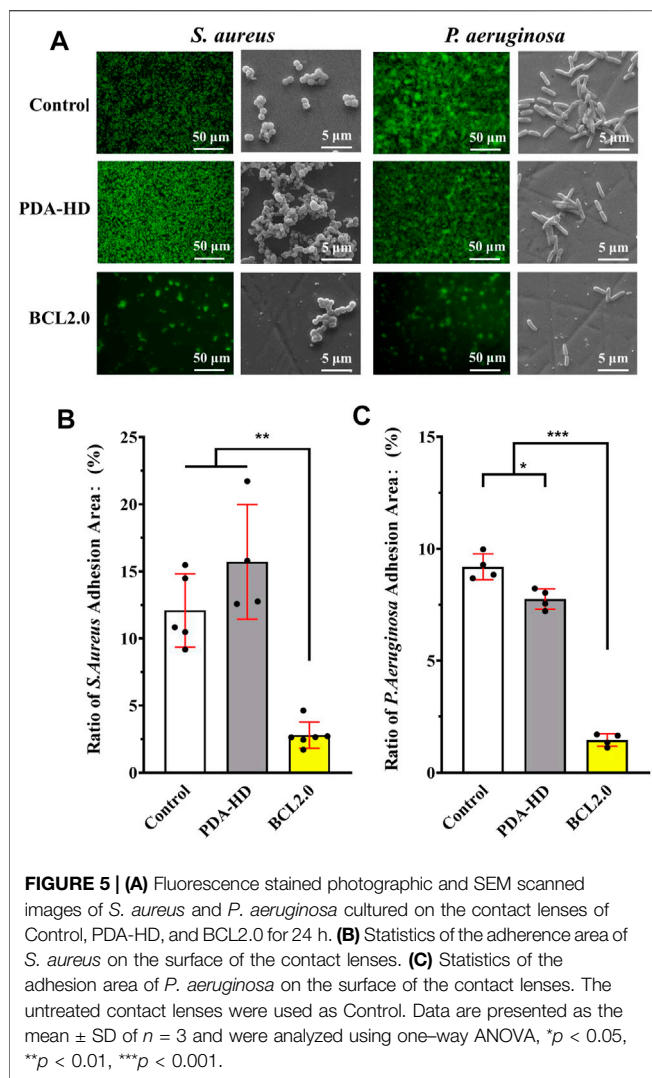 A
S. aureus
P. aeruginosa
Control
50 µm
5 µm
50 µm
5 µm
PDA-HD
50 µm
5 µm
50 µm
5 µm
BCL2.0
50 µm
5 µm
50 µm
5 µm
B
Ratio of S.Aureus Adhesion Area: (%)
25
20
15
10
5
0
**
Control
PDA-HD
BCL2.0
C
Ratio of P.Aeruginosa Adhesion Area: (%)
15
10
5
0
***
*
Control
PDA-HD
BCL2.0
FIGURE 5 | (A) Fluorescence stained photographic and SEM scanned
images of S. aureus and P. aeruginosa cultured on the contact lenses of
Control, PDA-HD, and BCL2.0 for 24 h. (B) Statistics of the adherence area of
S. aureus on the surface of the contact lenses. (C) Statistics of the
adhesion area of P. aeruginosa on the surface of the contact lenses. The
untreated contact lenses were used as Control. Data are presented as the
mean ± SD of n = 3 and were analyzed using one–way ANOVA, *p < 0.05,
**p < 0.01, ***p < 0.001.